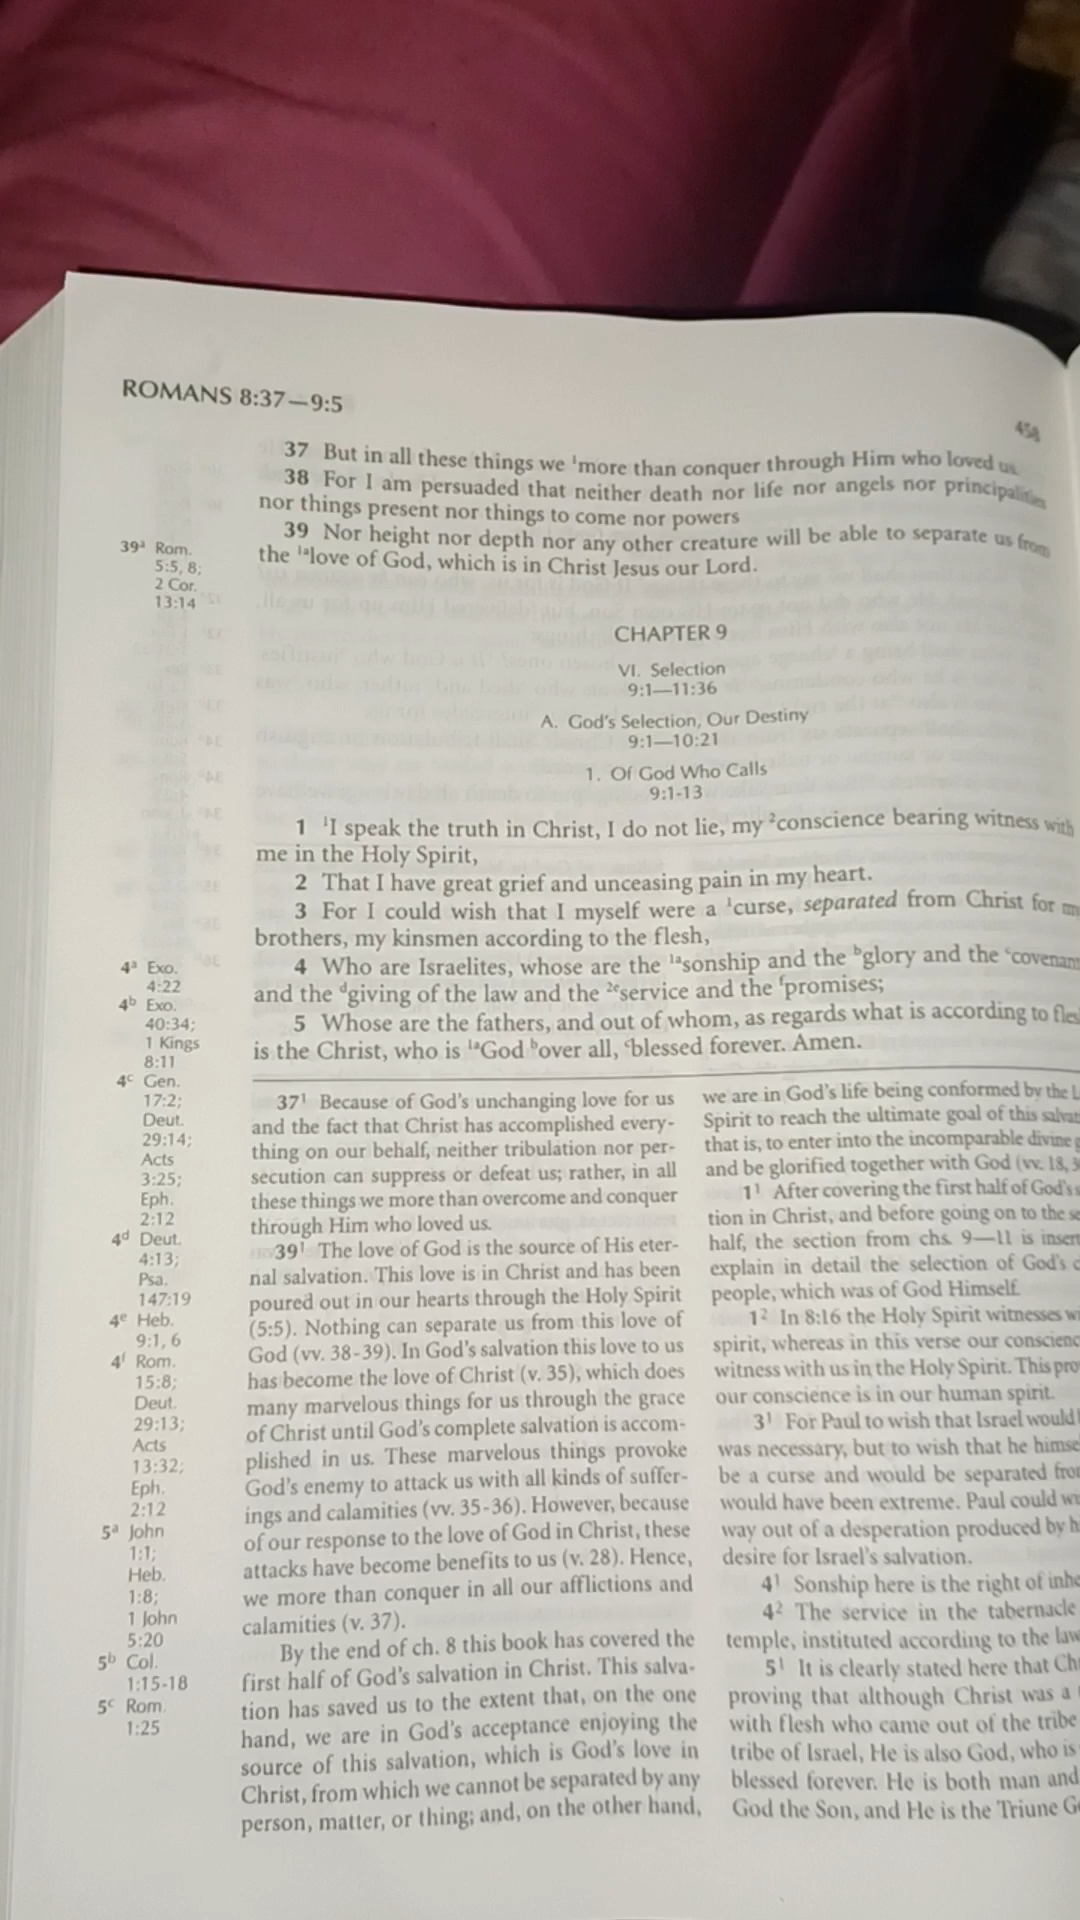 ROMANS 8:37—9:5
458
37 But in all these things we ¹more than conquer through Him who loved us.
38 For I am persuaded that neither death nor life nor angels nor principalities
nor things present nor things to come nor powers
39 Nor height nor depth nor any other creature will be able to separate us from
the ¹ᵃlove of God, which is in Christ Jesus our Lord.
39ᵃ Rom.
5:5, 8;
2 Cor.
13:14
CHAPTER 9
VI. Selection
9:1—11:36
A. God's Selection, Our Destiny
9:1—10:21
1. Of God Who Calls
9:1-13
1 ¹I speak the truth in Christ, I do not lie, my ²conscience bearing witness with
me in the Holy Spirit,
2 That I have great grief and unceasing pain in my heart.
3 For I could wish that I myself were a ¹curse, separated from Christ for
brothers, my kinsmen according to the flesh,
4 Who are Israelites, whose are the ¹ᵃsonship and the ᵇglory and the
and the ᵈgiving of the law and the ²ᵉservice and the ᶠpromises;
5 Whose are the fathers, and out of whom, as regards what is according to
is the Christ, who is ¹ᵃGod ᵇover all, ᶜblessed forever. Amen.
4ᵃ Exo.
4:22
4ᵇ Exo.
40:34;
1 Kings
8:11
4ᶜ Gen.
17:2;
Deut.
29:14;
Acts
3:25;
Eph.
2:12
4ᵈ Deut.
4:13;
Psa.
147:19
4ᵉ Heb.
9:1, 6
4ᶠ Rom.
15:8;
Deut.
29:13;
Acts
13:32;
Eph.
2:12
5ᵃ John
1:1;
Heb.
1:8;
1 John
5:20
5ᵇ Col.
1:15-18
5ᶜ Rom.
1:25
37¹ Because of God's unchanging love for us
and the fact that Christ has accomplished every-
thing on our behalf, neither tribulation nor per-
secution can suppress or defeat us; rather, in all
these things we more than overcome and conquer
through Him who loved us.
39¹ The love of God is the source of His eter-
nal salvation. This love is in Christ and has been
poured out in our hearts through the Holy Spirit
(5:5). Nothing can separate us from this love of
God (vv. 38-39). In God's salvation this love to us
has become the love of Christ (v. 35), which does
many marvelous things for us through the grace
of Christ until God's complete salvation is accom-
plished in us. These marvelous things provoke
God's enemy to attack us with all kinds of suffer-
ings and calamities (vv. 35-36). However, because
of our response to the love of God in Christ, these
attacks have become benefits to us (v. 28). Hence,
we more than conquer in all our afflictions and
calamities (v. 37).
By the end of ch. 8 this book has covered the
first half of God's salvation in Christ. This salva-
tion has saved us to the extent that, on the one
hand, we are in God's acceptance enjoying the
source of this salvation, which is God's love in
Christ, from which we cannot be separated by any
person, matter, or thing; and, on the other hand,
we are in God's life being conformed by the
Spirit to reach the ultimate goal of this
that is, to enter into the incomparable divine
and be glorified together with God (vv. 18,
1¹ After covering the first half of God's
tion in Christ, and before going on to the
half, the section from chs. 9—11 is
explain in detail the selection of God's
people, which was of God Himself.
1² In 8:16 the Holy Spirit witnesses
spirit, whereas in this verse our
witness with us in the Holy Spirit. This
our conscience is in our human spirit.
3¹ For Paul to wish that Israel would
was necessary, but to wish that he
be a curse and would be separated
would have been extreme. Paul could
way out of a desperation produced by
desire for Israel's salvation.
4¹ Sonship here is the right of
4² The service in the tabernacle
temple, instituted according to the law
5¹ It is clearly stated here that
proving that although Christ was a
with flesh who came out of the tribe
tribe of Israel, He is also God, who is
blessed forever. He is both man and
God the Son, and He is the Triune